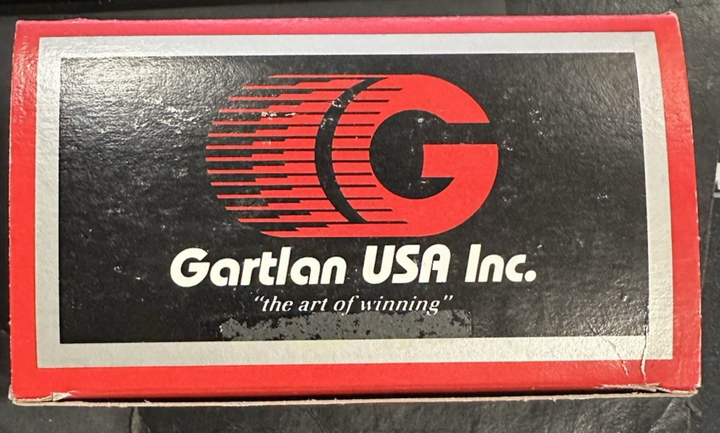 G
Gartlan USA Inc.
"the art of winning"